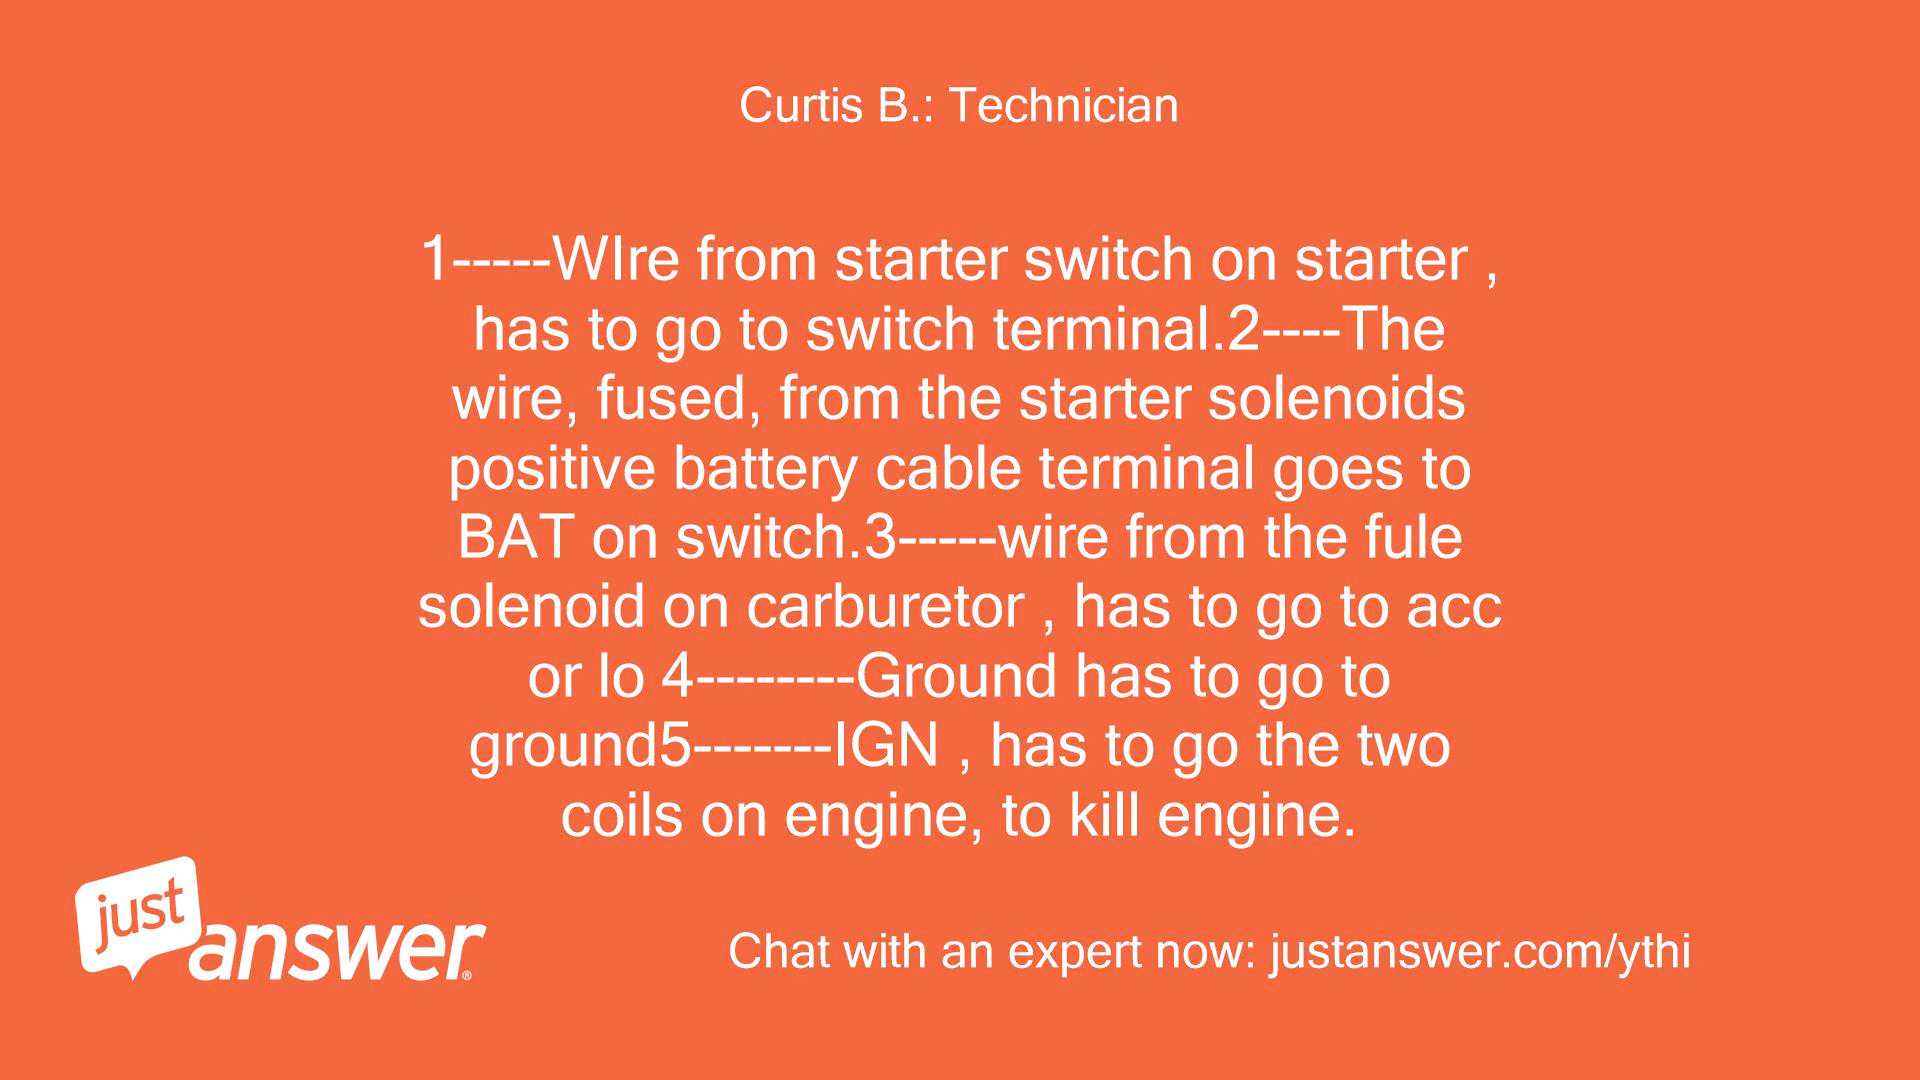 Curtis B.: Technician
1-----WIre from starter switch on starter ,
has to go to switch terminal.2----The
wire, fused, from the starter solenoids
positive battery cable terminal goes to
BAT on switch.3-----wire from the fule
solenoid on carburetor , has to go to acc
or lo 4--------Ground has to go to
ground5-------IGN , has to go the two
coils on engine, to kill engine.
just
answer®
Chat with an expert now: justanswer.com/ythi